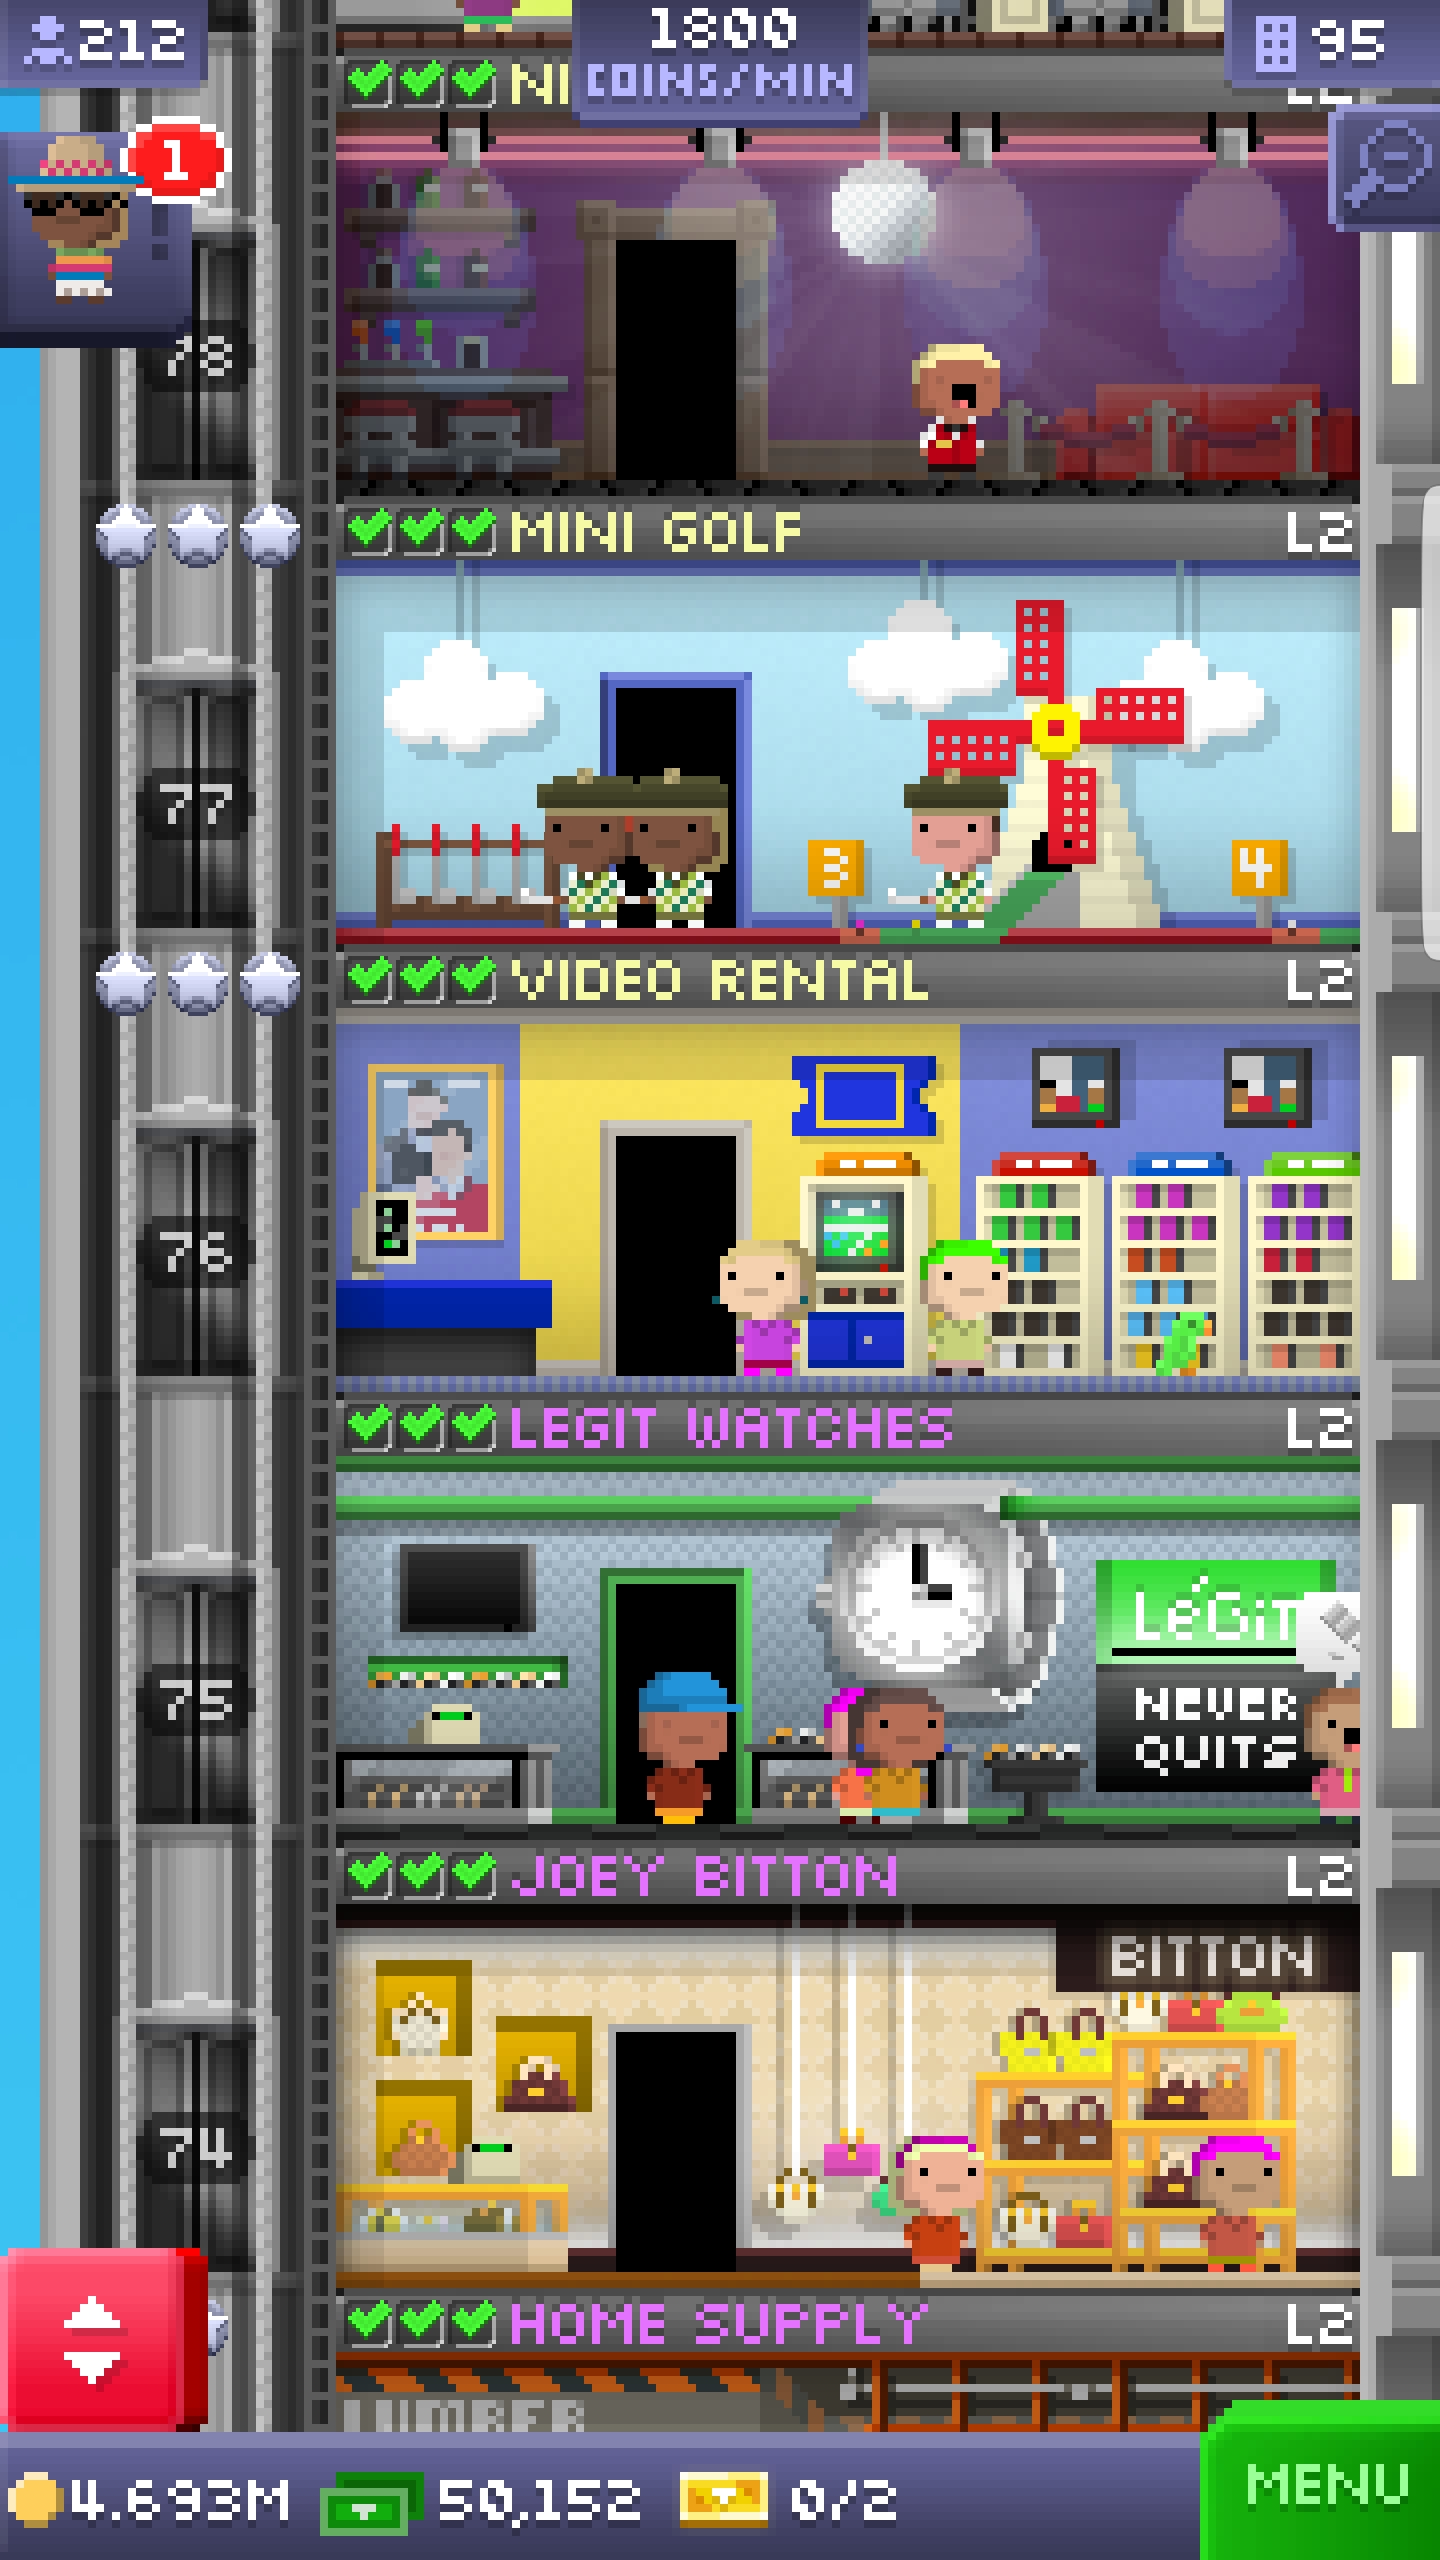 212
1800
COINS/MIN
95
1
NI
78
MINI GOLF
L2
77
3
4
VIDEO RENTAL
L2
76
LEGIT WATCHES
L2
LéGiT
NEVER
QUITS
75
JOEY BITTON
L2
BITTON
74
HOME SUPPLY
L2
LUMBER
4.693M
50,152
0/2
MENU